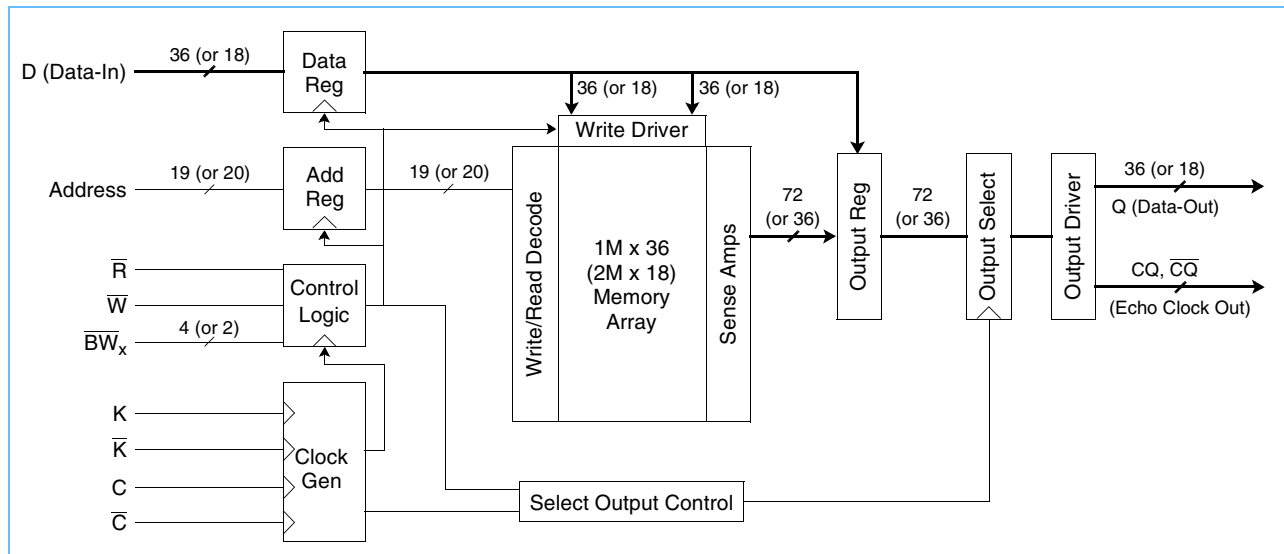 D (Data-In)
36 (or 18)
Data
Reg
36 (or 18)
36 (or 18)
Write Driver
Address
19 (or 20)
Add
Reg
19 (or 20)
Write/Read Decode
1M x 36
(2M x 18)
Memory
Array
Sense Amps
72
(or 36)
Output Reg
72
(or 36)
Output Select
Output Driver
36 (or 18)
Q (Data-Out)
CQ, C̅Q̅
(Echo Clock Out)
R̅
W̅
B̅W̅x
4 (or 2)
Control
Logic
K
K̅
C
C̅
Clock
Gen
Select Output Control